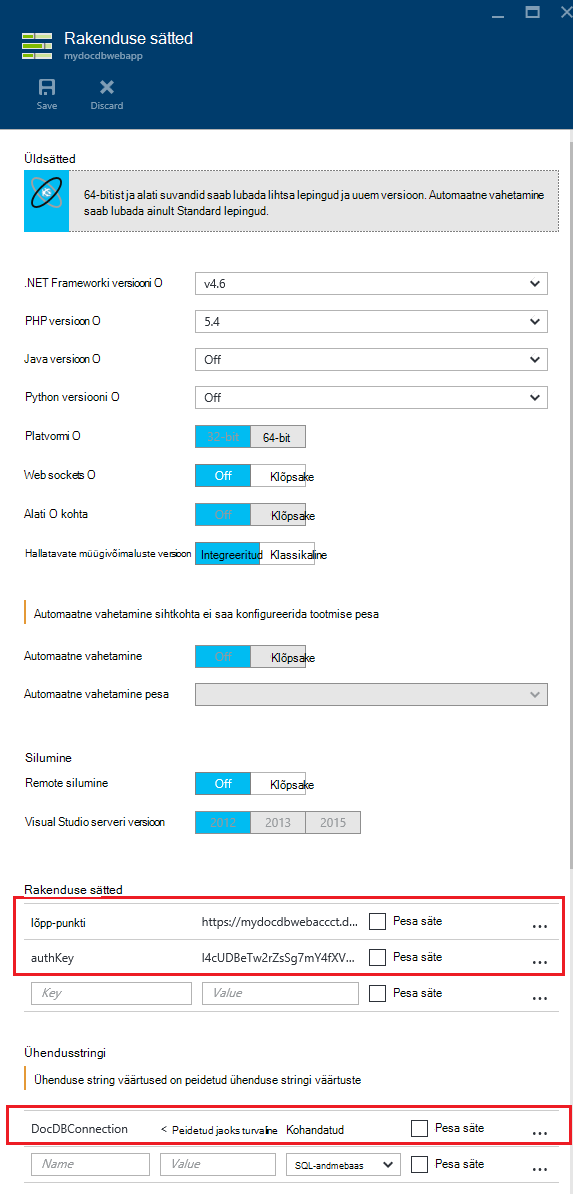 Rakenduse sätted
mydocdbwebapp
Save Discard
Üldsätted
64-bitist ja alati suvandid saab lubada lihtsa lepingud ja uuem versioon. Automaatne vahetamine
saab lubada ainult Standard lepingud.
.NET Frameworki versiooni O v4.6
PHP versioon O 5.4
Java versioon O Off
Python versiooni O Off
Platvormi O 32-bit 64-bit
Web sockets O Off Klõpsake
Alati O kohta Off Klõpsake
Hallatavate müügivõimaluste versioon Integreeritud Klassikaline
Automaatne vahetamine sihtkohta ei saa konfigureerida tootmise pesa
Automaatne vahetamine Off Klõpsake
Automaatne vahetamine pesa
Silumine
Remote silumine Off Klõpsake
Visual Studio serveri versioon 2012 2013 2015
Rakenduse sätted
lõpp-punkti https://mydocdbwebaccct.d... Pesa säte ...
authKey l4cUDBeTw2rZsSg7mY4fXV... Pesa säte ...
Key Value Pesa säte ...
Ühendusstringi
Ühenduse string väärtused on peidetud ühenduse stringi väärtuste
DocDBConnection < Peidetud jaoks turvaline Kohandatud Pesa säte ...
Name Value SQL-andmebaas Pesa säte ...